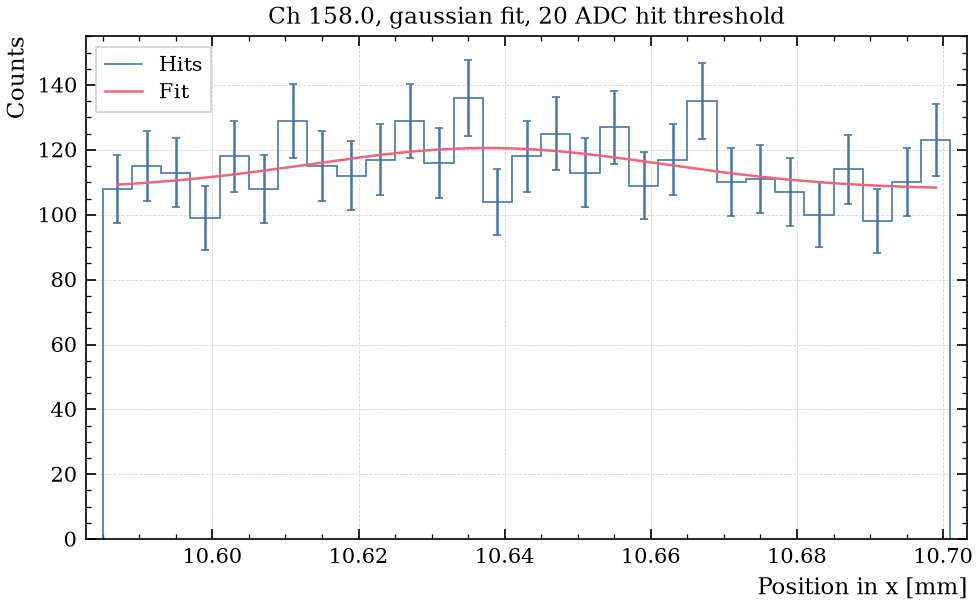 Ch 158.0, gaussian fit, 20 ADC hit threshold
Counts
Hits
Fit
140
120
100
80
60
40
20
0
10.60 10.62 10.64 10.66 10.68 10.70
Position in x [mm]